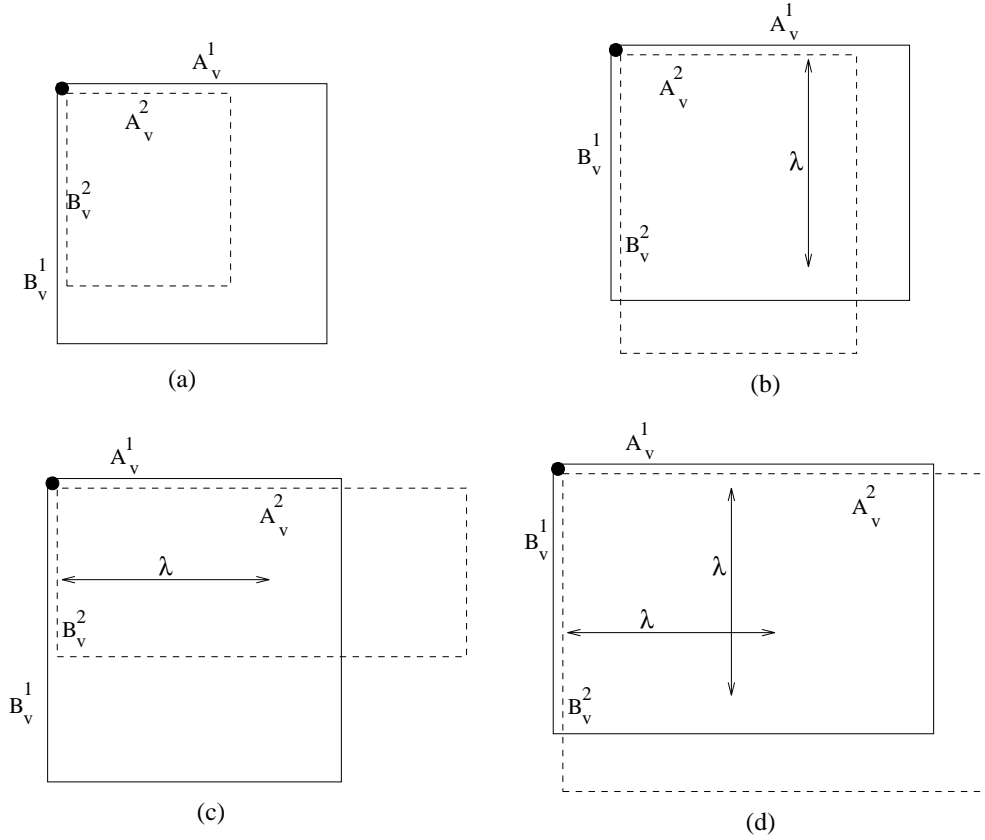 A_v^1
A_v^2
B_v^2
B_v^1
(a)
A_v^1
A_v^2
B_v^1
λ
B_v^2
(b)
A_v^1
A_v^2
λ
B_v^2
B_v^1
(c)
A_v^1
A_v^2
B_v^1
λ
λ
B_v^2
(d)